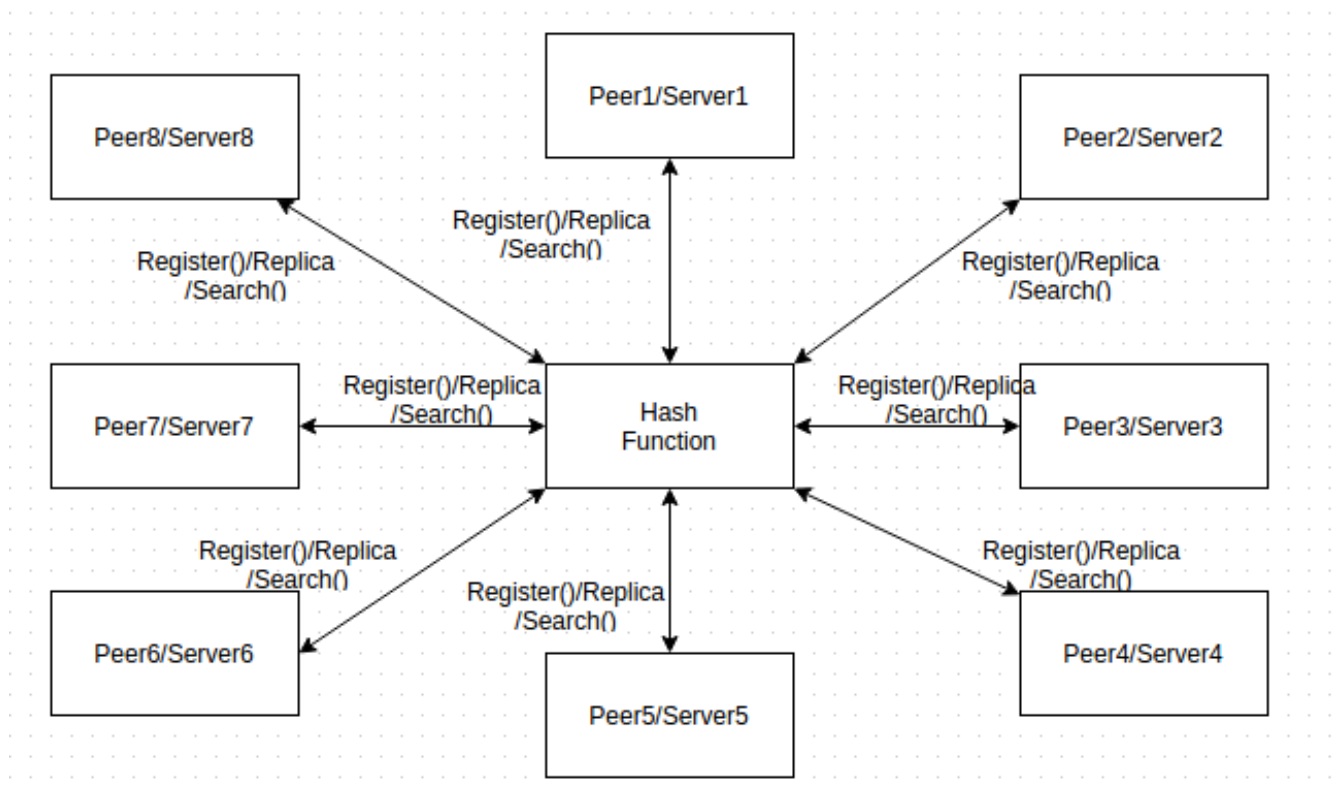 Peer1/Server1
Peer8/Server8
Peer2/Server2
Register()/Replica
/Search()
Register()/Replica
/Search()
Register()/Replica
/Search()
Register()/Replica
/Search()
Register()/Replica
/Search()
Peer7/Server7
Hash
Function
Peer3/Server3
Register()/Replica
/Search()
Register()/Replica
/Search()
Register()/Replica
/Search()
Peer6/Server6
Peer4/Server4
Peer5/Server5